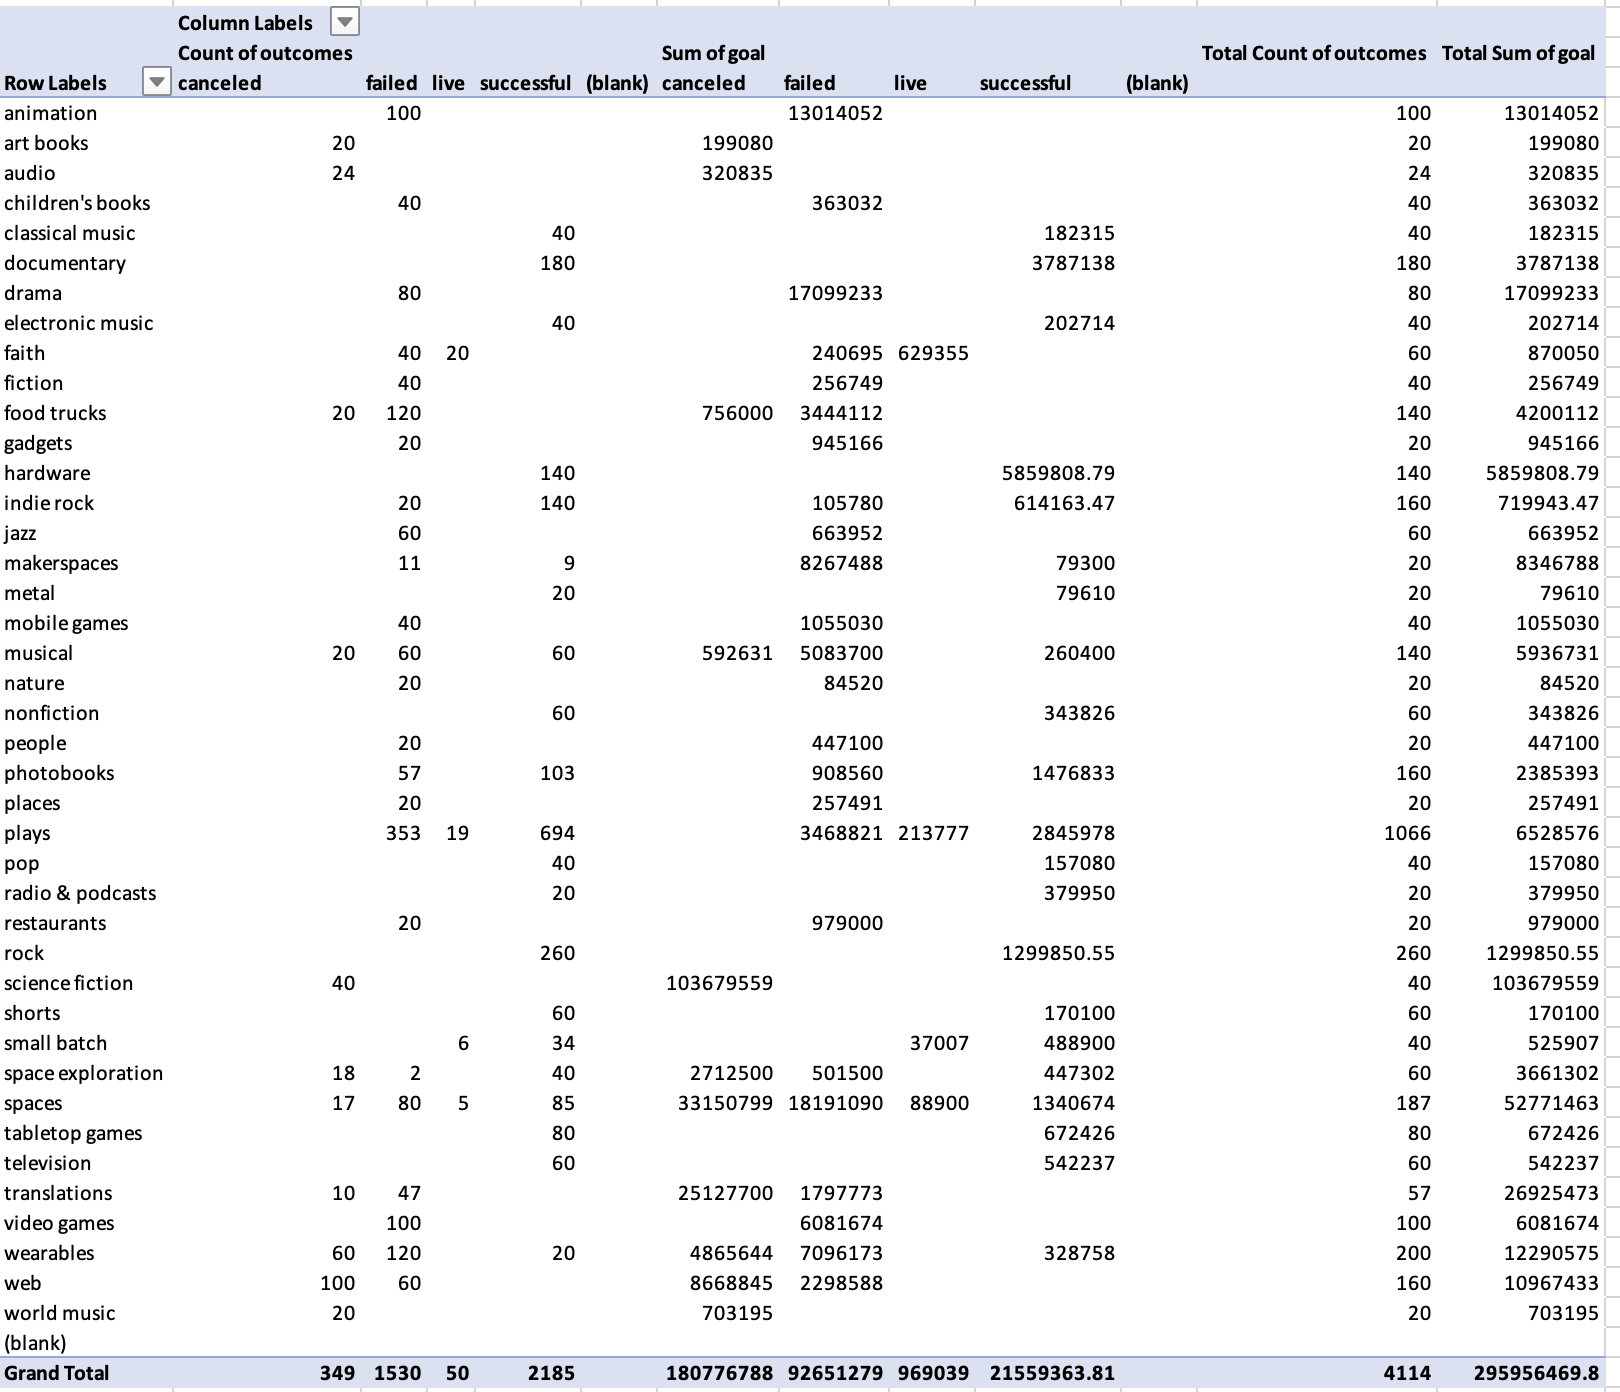 Column Labels
Count of outcomes Sum of goal Total Count of outcomes Total Sum of goal
Row Labels canceled failed live successful (blank) canceled failed live successful (blank)
animation 100 13014052 100 13014052
art books 20 199080 20 199080
audio 24 320835 24 320835
children's books 40 363032 40 363032
classical music 40 182315 40 182315
documentary 180 3787138 180 3787138
drama 80 17099233 80 17099233
electronic music 40 202714 40 202714
faith 40 20 240695 629355 60 870050
fiction 40 256749 40 256749
food trucks 20 120 756000 3444112 140 4200112
gadgets 20 945166 20 945166
hardware 140 5859808.79 140 5859808.79
indie rock 20 140 105780 614163.47 160 719943.47
jazz 60 663952 60 663952
makerspaces 11 9 8267488 79300 20 8346788
metal 20 79610 20 79610
mobile games 40 1055030 40 1055030
musical 20 60 60 592631 5083700 260400 140 5936731
nature 20 84520 20 84520
nonfiction 60 343826 60 343826
people 20 447100 20 447100
photobooks 57 103 908560 1476833 160 2385393
places 20 257491 20 257491
plays 353 19 694 3468821 213777 2845978 1066 6528576
pop 40 157080 40 157080
radio & podcasts 20 379950 20 379950
restaurants 20 979000 20 979000
rock 260 1299850.55 260 1299850.55
science fiction 40 103679559 40 103679559
shorts 60 170100 60 170100
small batch 6 34 37007 488900 40 525907
space exploration 18 2 40 2712500 501500 447302 60 3661302
spaces 17 80 5 85 33150799 18191090 88900 1340674 187 52771463
tabletop games 80 672426 80 672426
television 60 542237 60 542237
translations 10 47 25127700 1797773 57 26925473
video games 100 6081674 100 6081674
wearables 60 120 20 4865644 7096173 328758 200 12290575
web 100 60 8668845 2298588 160 10967433
world music 20 703195 20 703195
(blank)
Grand Total 349 1530 50 2185 180776788 92651279 969039 21559363.81 4114 295956469.8